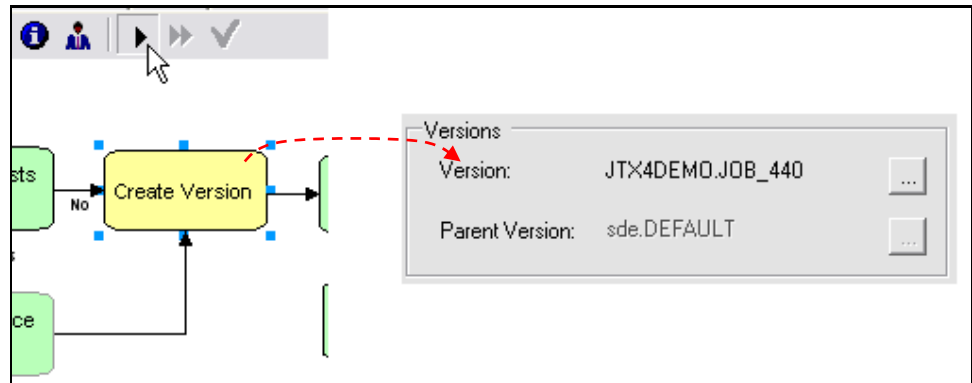 sts
No
Create Version
s
ce
Versions
Version: JTX4DEMO.JOB_440 ...
Parent Version: sde.DEFAULT ...